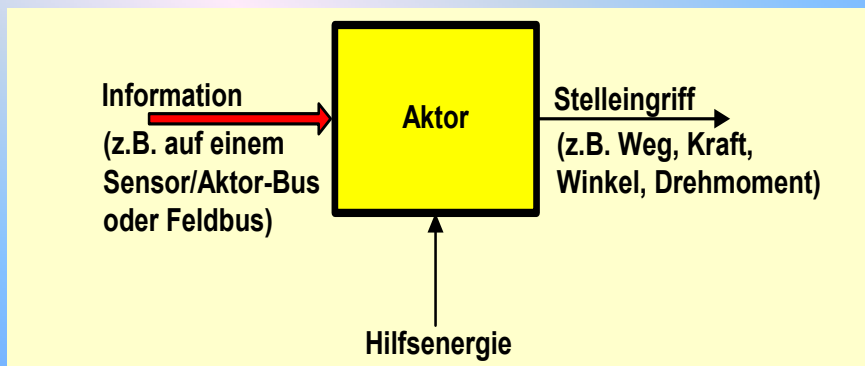 Information
(z.B. auf einem
Sensor/Aktor-Bus
oder Feldbus)
Aktor
Stelleingriff
(z.B. Weg, Kraft,
Winkel, Drehmoment)
Hilfsenergie